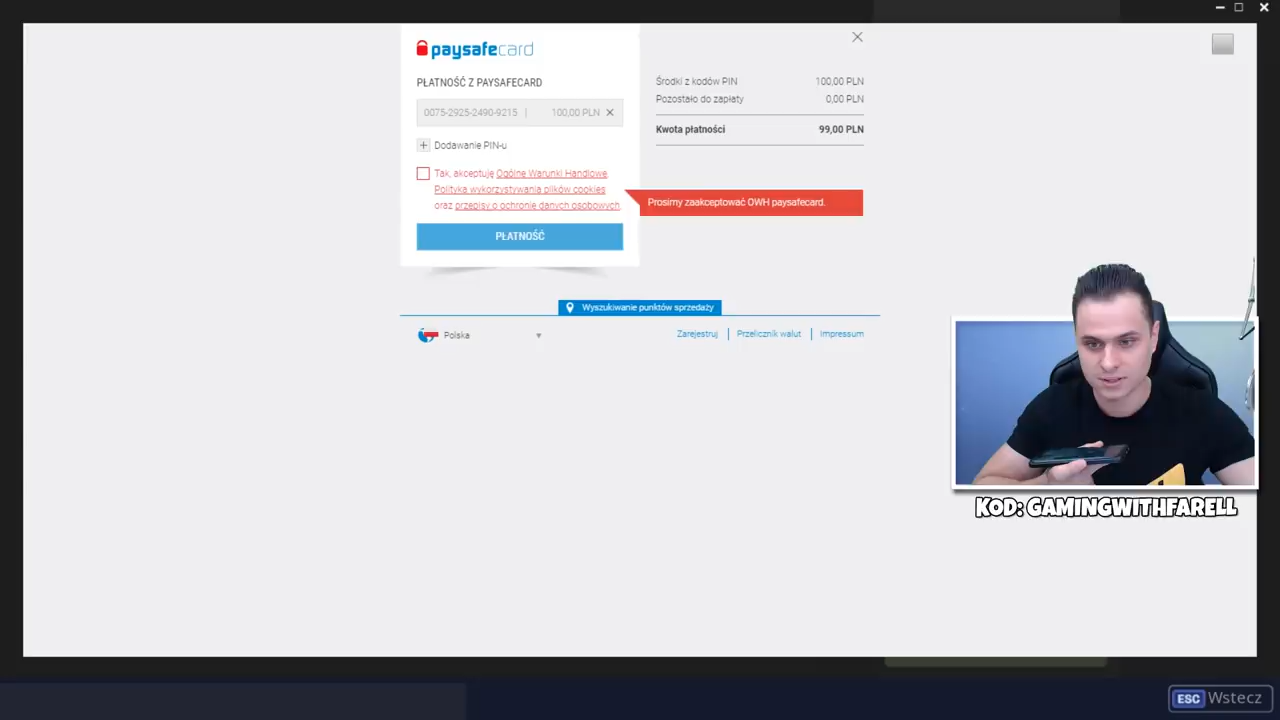 paysafecard
PŁATNOŚĆ Z PAYSAFECARD
0075-2925-2490-9215 | 100,00 PLN ✕
+ Dodawanie PIN-u
Tak, akceptuję Ogólne Warunki Handlowe,
Polityka wykorzystywania plików cookies
oraz przepisy o ochronie danych osobowych.
PŁATNOŚĆ
Środki z kodów PIN 100,00 PLN
Pozostało do zapłaty 0,00 PLN
Kwota płatności 99,00 PLN
Prosimy zaakceptować OWH paysafecard.
Wyszukiwanie punktów sprzedaży
Polska
Zarejestruj | Przelicznik walut | Impressum
KOD: GAMINGWITHFARELL
ESC Wstecz